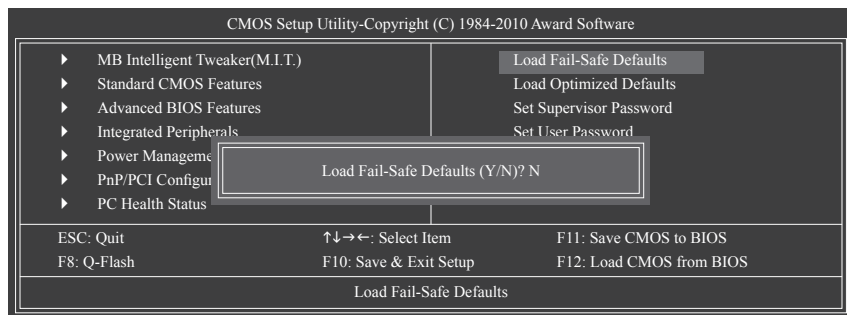 CMOS Setup Utility-Copyright (C) 1984-2010 Award Software
MB Intelligent Tweaker(M.I.T.)
Standard CMOS Features
Advanced BIOS Features
Integrated Peripherals
Power Manageme
PnP/PCI Configur
PC Health Status
Load Fail-Safe Defaults
Load Optimized Defaults
Set Supervisor Password
Set User Password
Load Fail-Safe Defaults (Y/N)? N
ESC: Quit ↑↓→←: Select Item F11: Save CMOS to BIOS
F8: Q-Flash F10: Save & Exit Setup F12: Load CMOS from BIOS
Load Fail-Safe Defaults